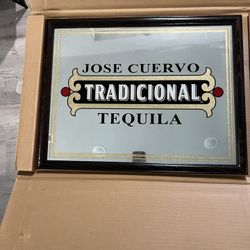 JOSE CUERVO
TRADICIONAL
TEQUILA